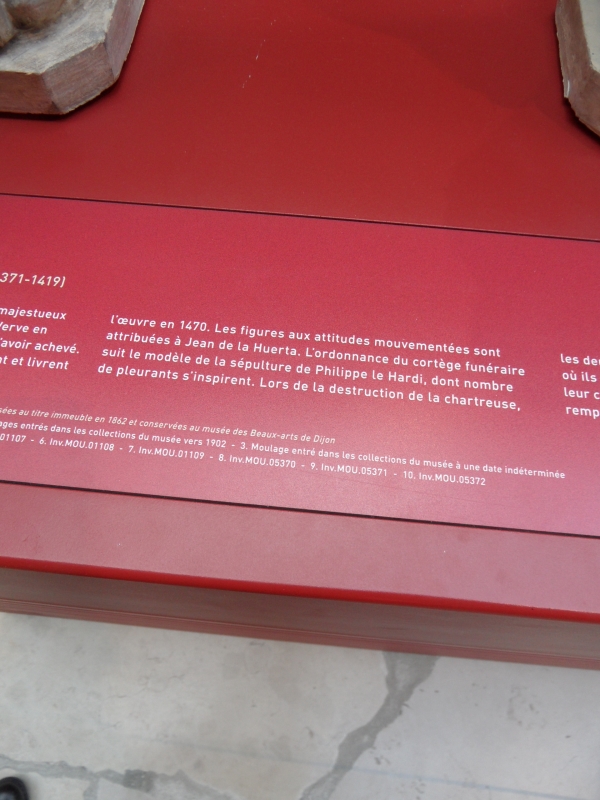 371-1419)
majestueux
Verve en
avoir achevé.
et livrent
l'œuvre en 1470. Les figures aux attitudes mouvementées sont
attribuées à Jean de la Huerta. L'ordonnance du cortège funéraire
suit le modèle de la sépulture de Philippe le Hardi, dont nombre
de pleurants s'inspirent. Lors de la destruction de la chartreuse,
les
où ils
leur
au titre immeuble en 1862 et conservées au musée des Beaux-arts de Dijon
entrés dans les collections du musée vers 1902 - 3. Moulage entré dans les collections du musée à une date indéterminée
01107 - 6. Inv.MOU.01108 - 7. Inv.MOU.01109 - 8. Inv.MOU.05370 - 9. Inv.MOU.05371 - 10. Inv.MOU.05372